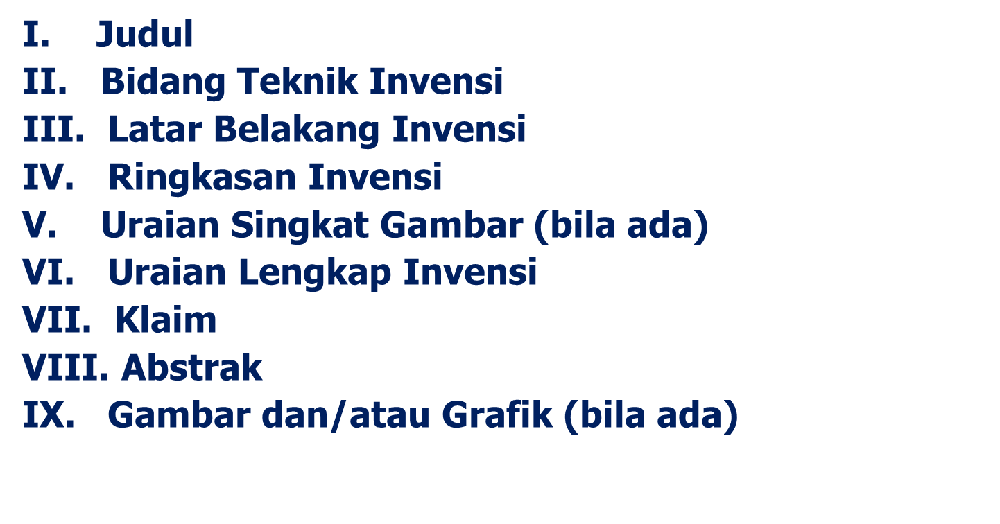 I. Judul
II. Bidang Teknik Invensi
III. Latar Belakang Invensi
IV. Ringkasan Invensi
V. Uraian Singkat Gambar (bila ada)
VI. Uraian Lengkap Invensi
VII. Klaim
VIII. Abstrak
IX. Gambar dan/atau Grafik (bila ada)